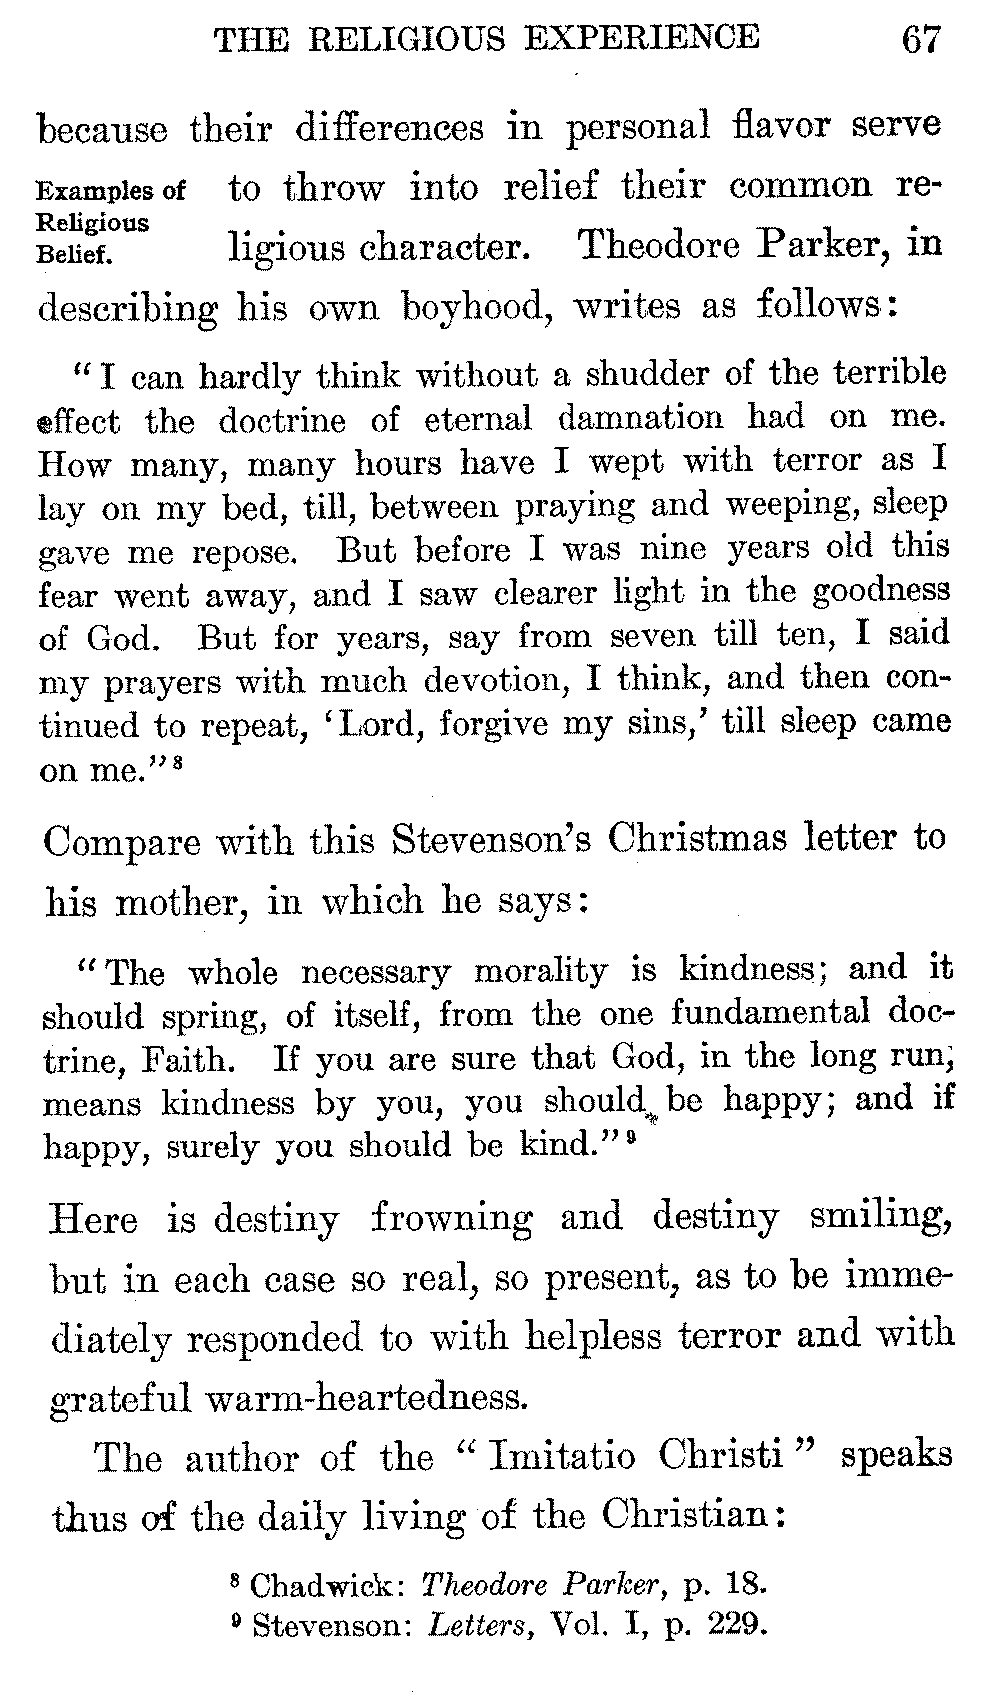 THE RELIGIOUS EXPERIENCE 67
because their differences in personal flavor serve
Examples of
Religious
Belief.
to throw into relief their common re-
ligious character. Theodore Parker, in
describing his own boyhood, writes as follows:
“I can hardly think without a shudder of the terrible
effect the doctrine of eternal damnation had on me.
How many, many hours have I wept with terror as I
lay on my bed, till, between praying and weeping, sleep
gave me repose. But before I was nine years old this
fear went away, and I saw clearer light in the goodness
of God. But for years, say from seven till ten, I said
my prayers with much devotion, I think, and then con-
tinued to repeat, ‘Lord, forgive my sins,’ till sleep came
on me.”⁸
Compare with this Stevenson’s Christmas letter to
his mother, in which he says:
“The whole necessary morality is kindness; and it
should spring, of itself, from the one fundamental doc-
trine, Faith. If you are sure that God, in the long run,
means kindness by you, you should be happy; and if
happy, surely you should be kind.”⁹
Here is destiny frowning and destiny smiling,
but in each case so real, so present, as to be imme-
diately responded to with helpless terror and with
grateful warm-heartedness.
The author of the “Imitatio Christi” speaks
thus of the daily living of the Christian:
⁸ Chadwick: Theodore Parker, p. 18.
⁹ Stevenson: Letters, Vol. I, p. 229.